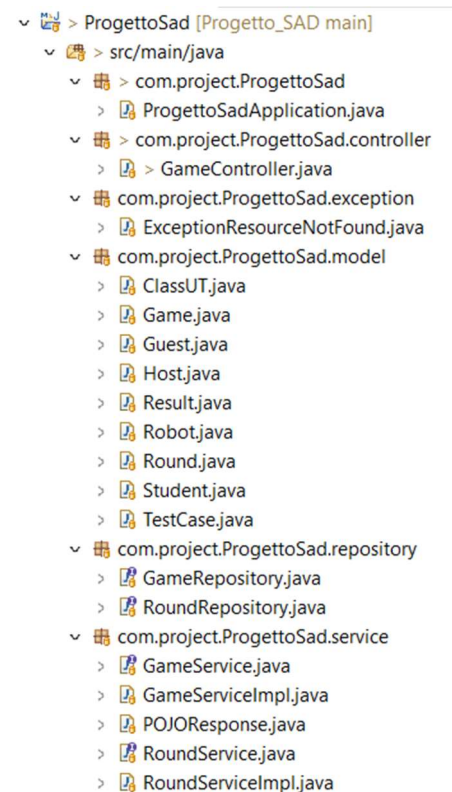 > ProgettoSad [Progetto_SAD main]
> src/main/java
> com.project.ProgettoSad
ProgettoSadApplication.java
> com.project.ProgettoSad.controller
> GameController.java
com.project.ProgettoSad.exception
ExceptionResourceNotFound.java
com.project.ProgettoSad.model
ClassUT.java
Game.java
Guest.java
Host.java
Result.java
Robot.java
Round.java
Student.java
TestCase.java
com.project.ProgettoSad.repository
GameRepository.java
RoundRepository.java
com.project.ProgettoSad.service
GameService.java
GameServiceImpl.java
POJOResponse.java
RoundService.java
RoundServiceImpl.java